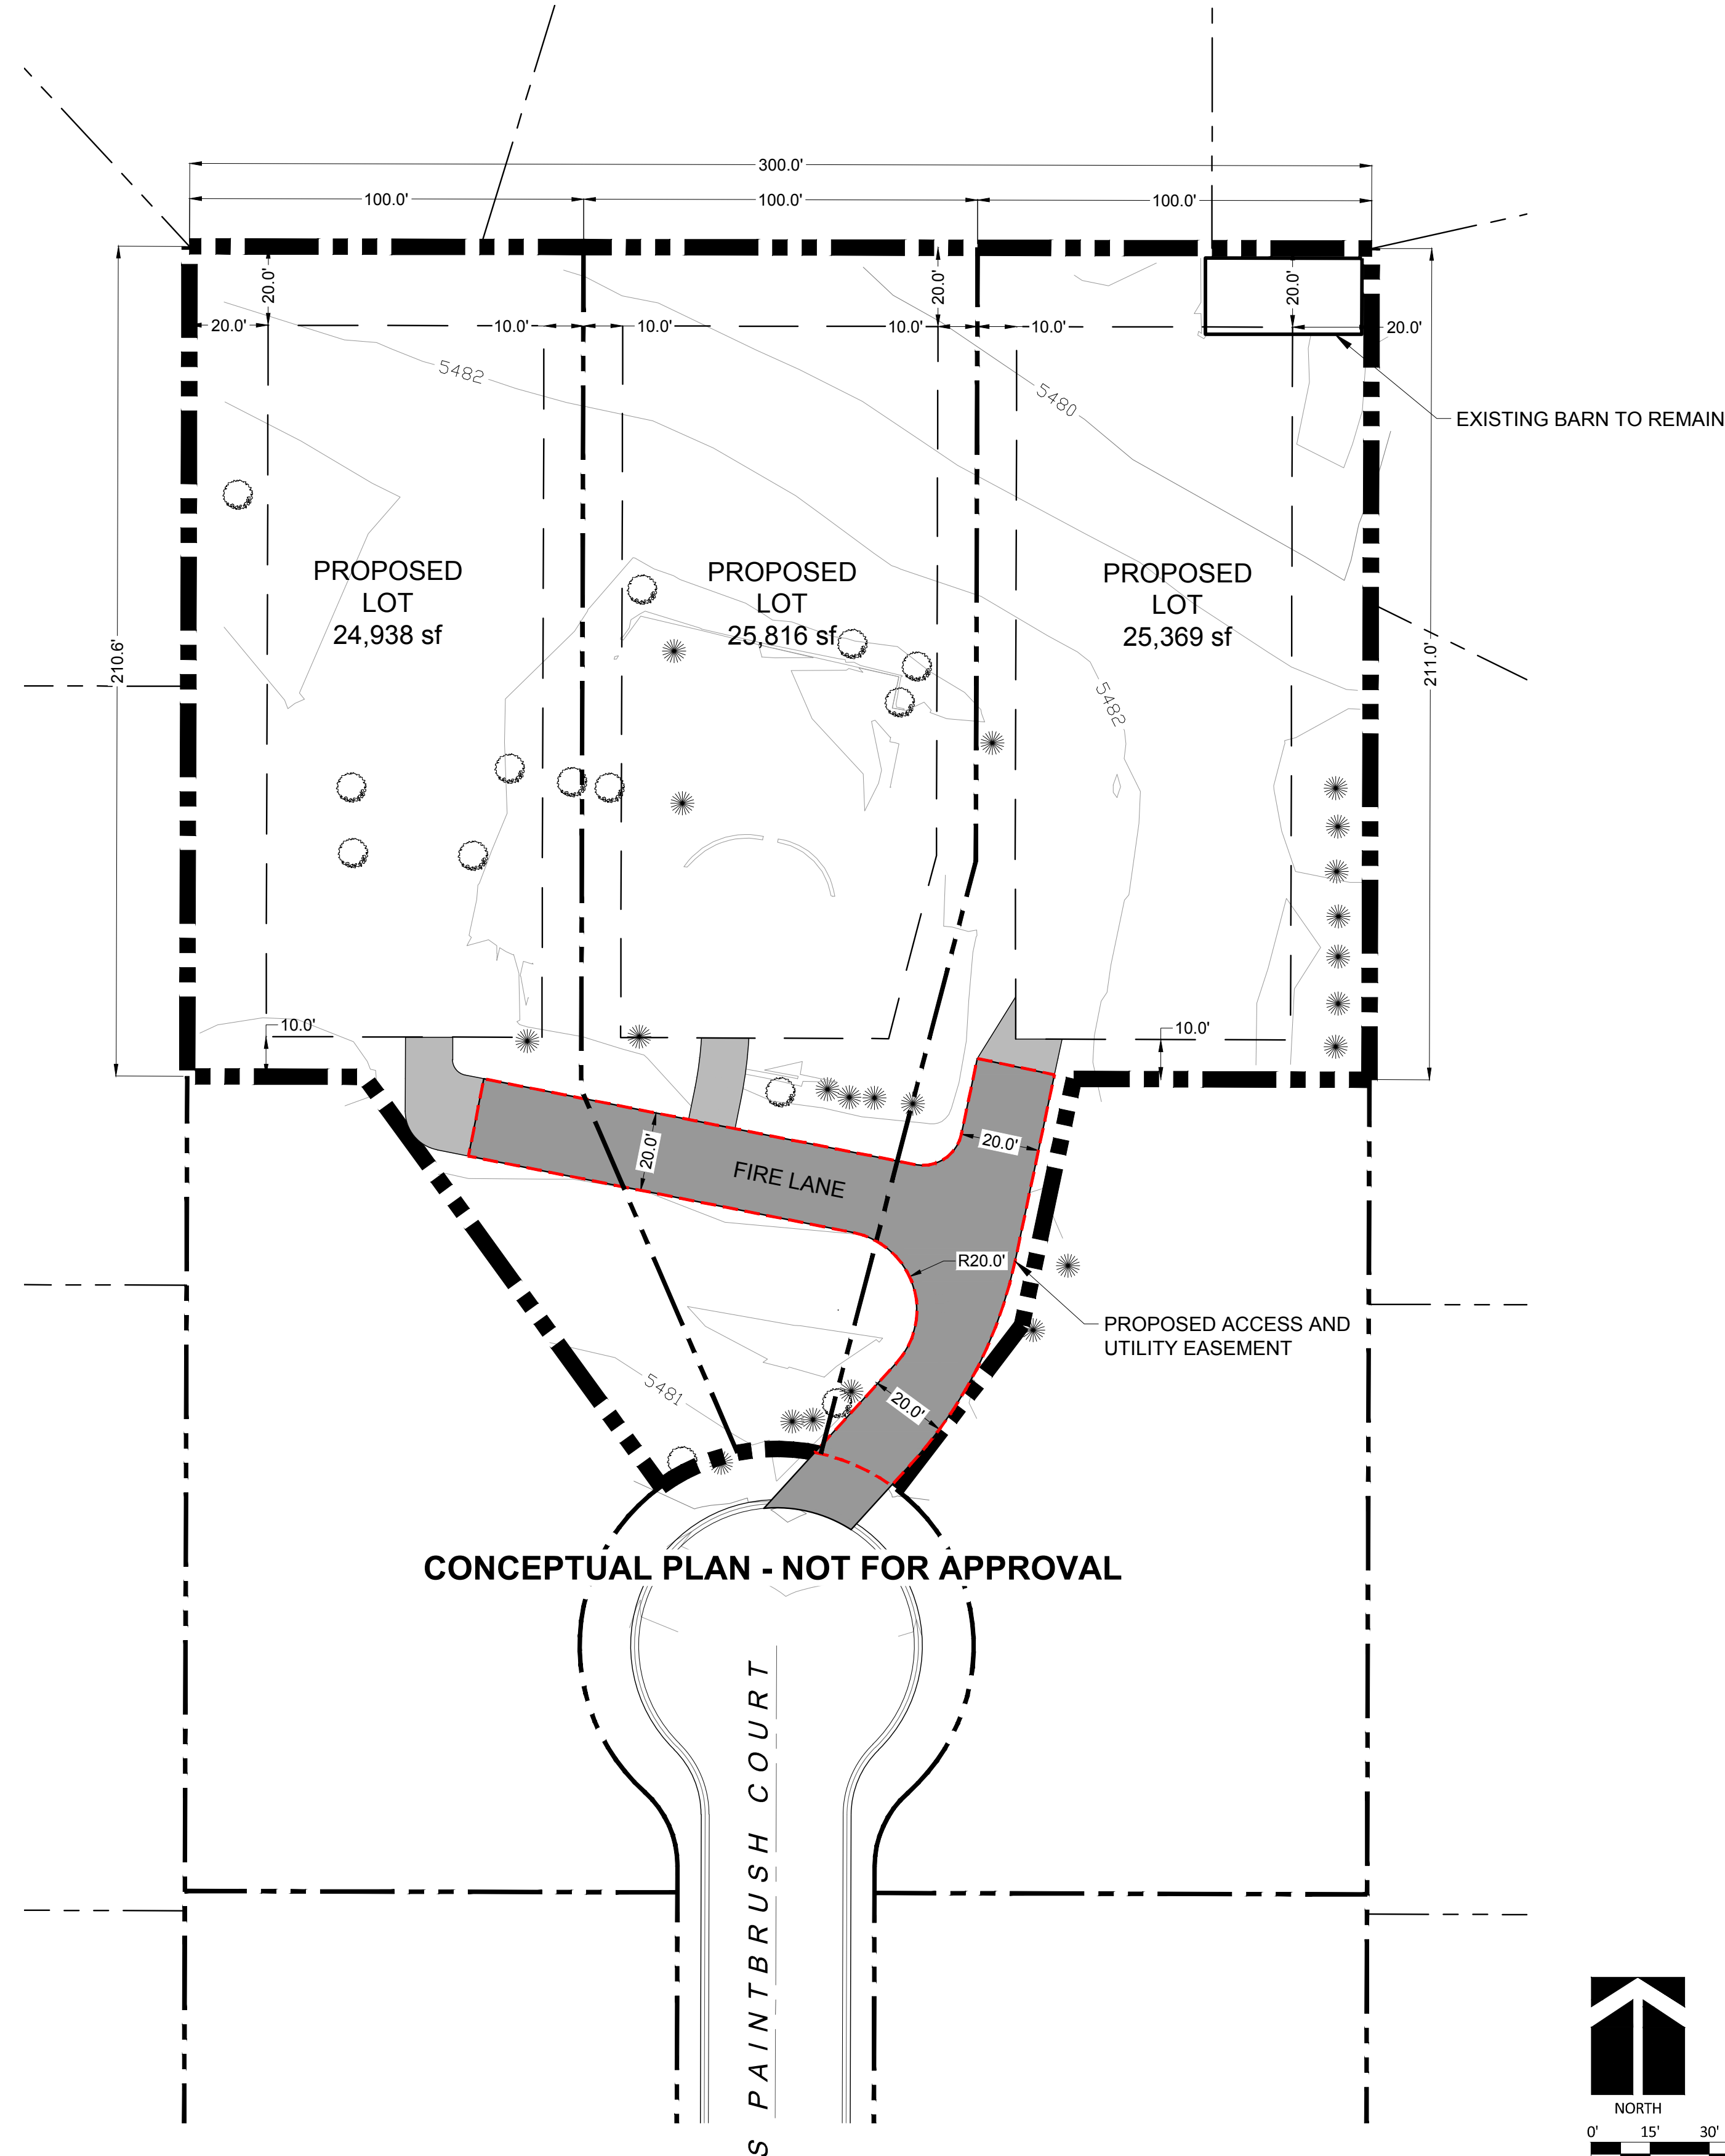 300.0'
100.0'
100.0'
100.0'
20.0'
20.0'
20.0'
20.0'
10.0'
10.0'
10.0'
10.0'
20.0'
5482
5480
EXISTING BARN TO REMAIN
PROPOSED
LOT
24,938 sf
PROPOSED
LOT
25,816 sf
PROPOSED
LOT
25,369 sf
210.6'
211.0'
5482
10.0'
10.0'
20.0'
20.0'
FIRE LANE
R20.0'
PROPOSED ACCESS AND
UTILITY EASEMENT
5481
20.0'
CONCEPTUAL PLAN - NOT FOR APPROVAL
S PAINTBRUSH COURT
NORTH
0' 15' 30'